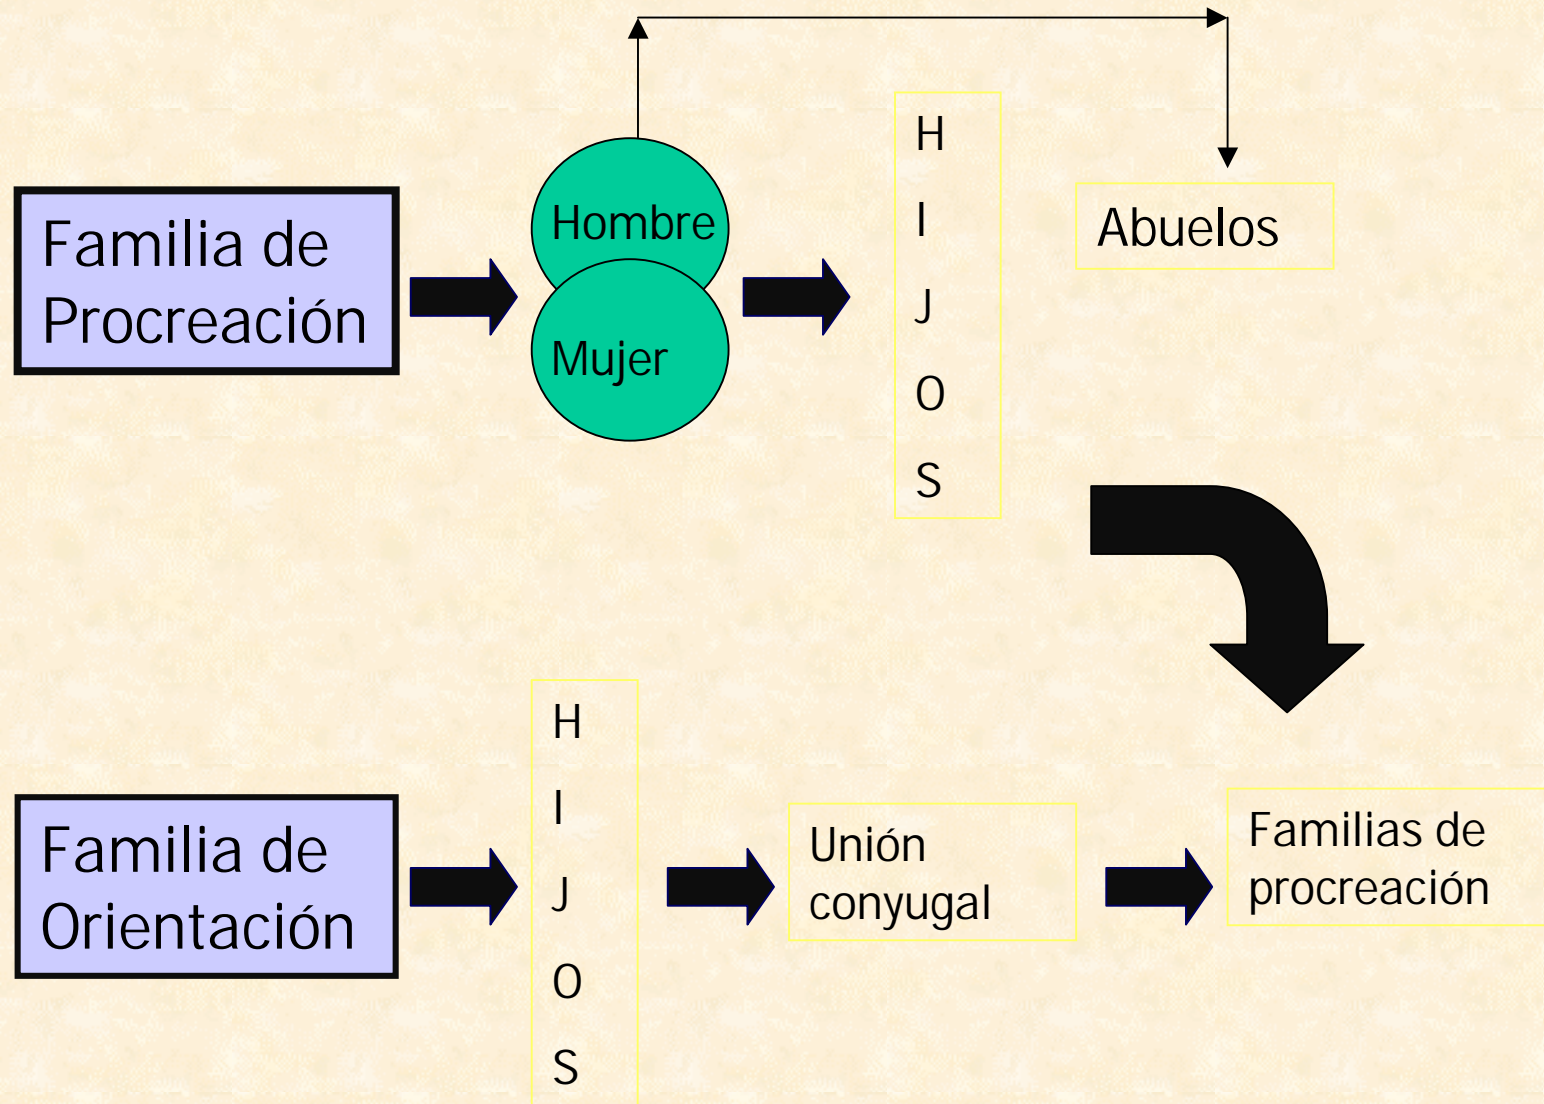 Familia de
Procreación
Hombre
Mujer
H
I
J
O
S
Abuelos
Familia de
Orientación
H
I
J
O
S
Unión
conyugal
Familias de
procreación